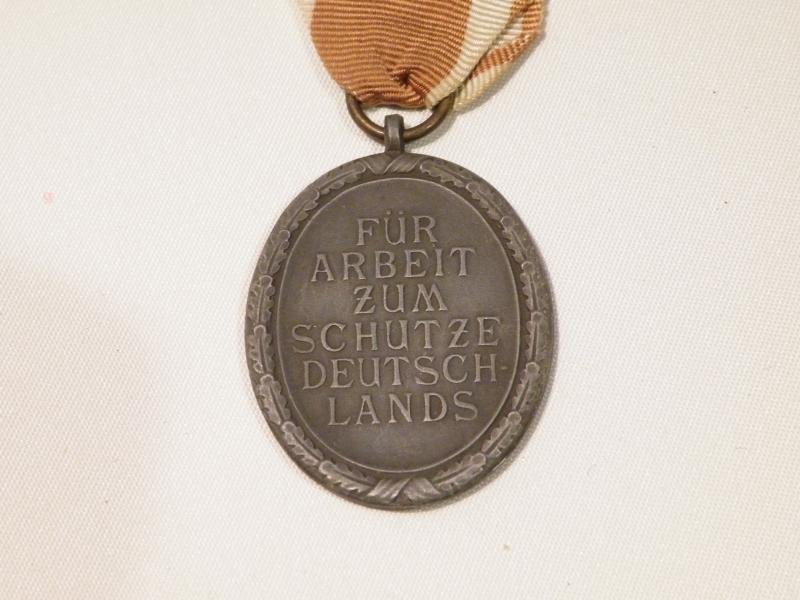 FÜR
ARBEIT
ZUM
SCHUTZE
DEUTSCH-
LANDS